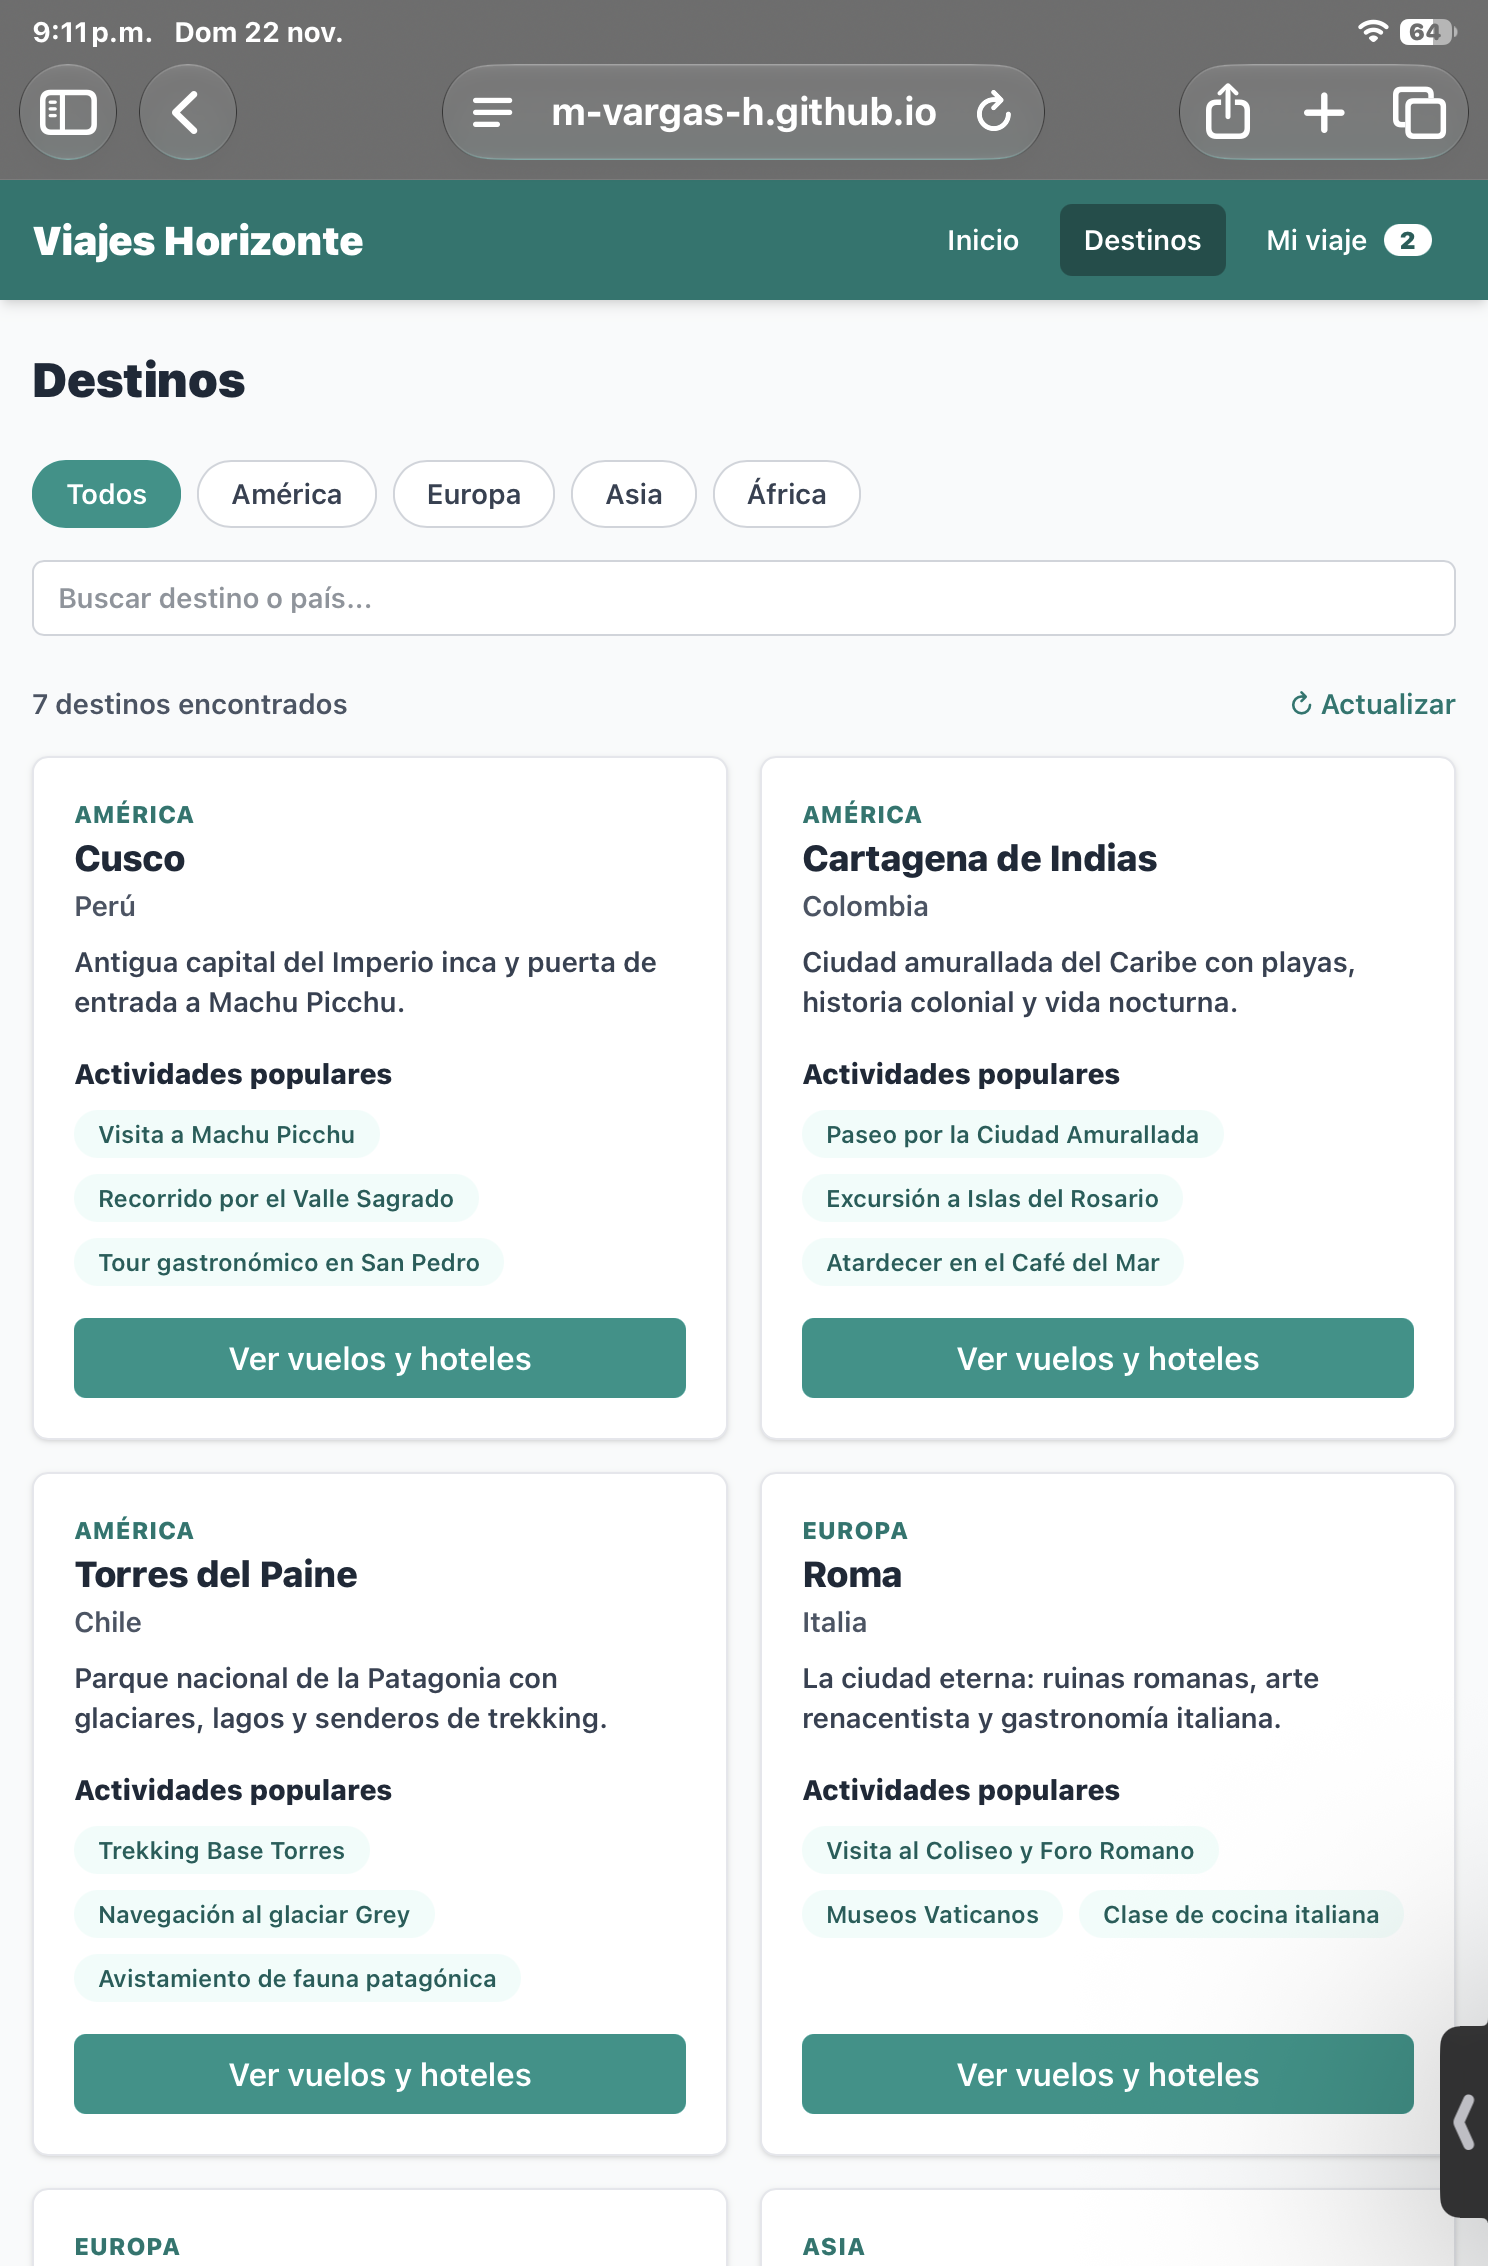 9:11 p.m. Dom 22 nov.
64
m-vargas-h.github.io
Viajes Horizonte
Inicio
Destinos
Mi viaje 2
Destinos
Todos
América
Europa
Asia
África
Buscar destino o país...
7 destinos encontrados
Actualizar
AMÉRICA
Cusco
Perú
Antigua capital del Imperio inca y puerta de
entrada a Machu Picchu.
Actividades populares
Visita a Machu Picchu
Recorrido por el Valle Sagrado
Tour gastronómico en San Pedro
Ver vuelos y hoteles
AMÉRICA
Cartagena de Indias
Colombia
Ciudad amurallada del Caribe con playas,
historia colonial y vida nocturna.
Actividades populares
Paseo por la Ciudad Amurallada
Excursión a Islas del Rosario
Atardecer en el Café del Mar
Ver vuelos y hoteles
AMÉRICA
Torres del Paine
Chile
Parque nacional de la Patagonia con
glaciares, lagos y senderos de trekking.
Actividades populares
Trekking Base Torres
Navegación al glaciar Grey
Avistamiento de fauna patagónica
Ver vuelos y hoteles
EUROPA
Roma
Italia
La ciudad eterna: ruinas romanas, arte
renacentista y gastronomía italiana.
Actividades populares
Visita al Coliseo y Foro Romano
Museos Vaticanos
Clase de cocina italiana
Ver vuelos y hoteles
EUROPA
ASIA